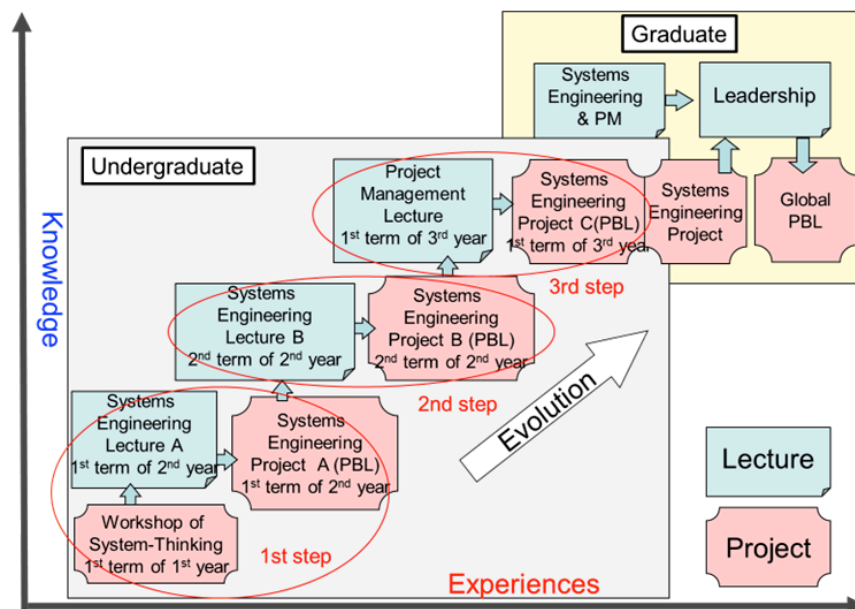 Graduate
Systems
Engineering
& PM
Leadership
Undergraduate
Project
Management
Lecture
1st term of 3rd year
Systems
Engineering
Project C(PBL)
1st term of 3rd year
Systems
Engineering
Project
Global
PBL
3rd step
Knowledge
Systems
Engineering
Lecture B
2nd term of 2nd year
Systems
Engineering
Project B (PBL)
2nd term of 2nd year
2nd step
Evolution
Systems
Engineering
Lecture A
1st term of 2nd year
Systems
Engineering
Project A (PBL)
1st term of 2nd year
Workshop of
System-Thinking
1st term of 1st year
1st step
Experiences
Lecture
Project